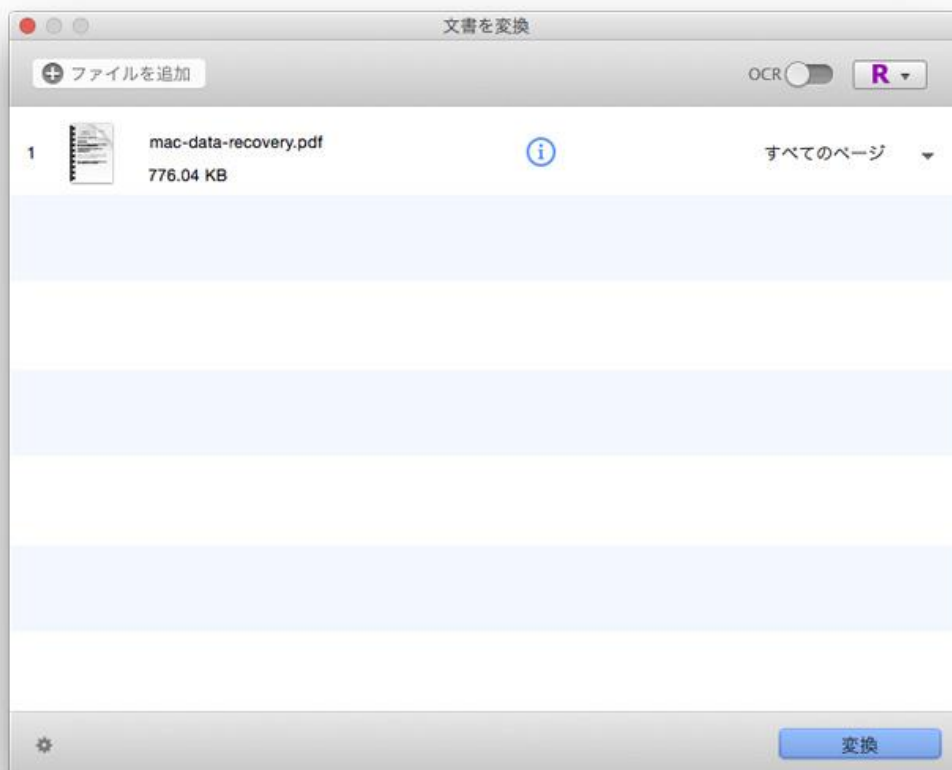 文書を変換
ファイルを追加
OCR
R
1
mac-data-recovery.pdf
776.04 KB
すべてのページ
変換